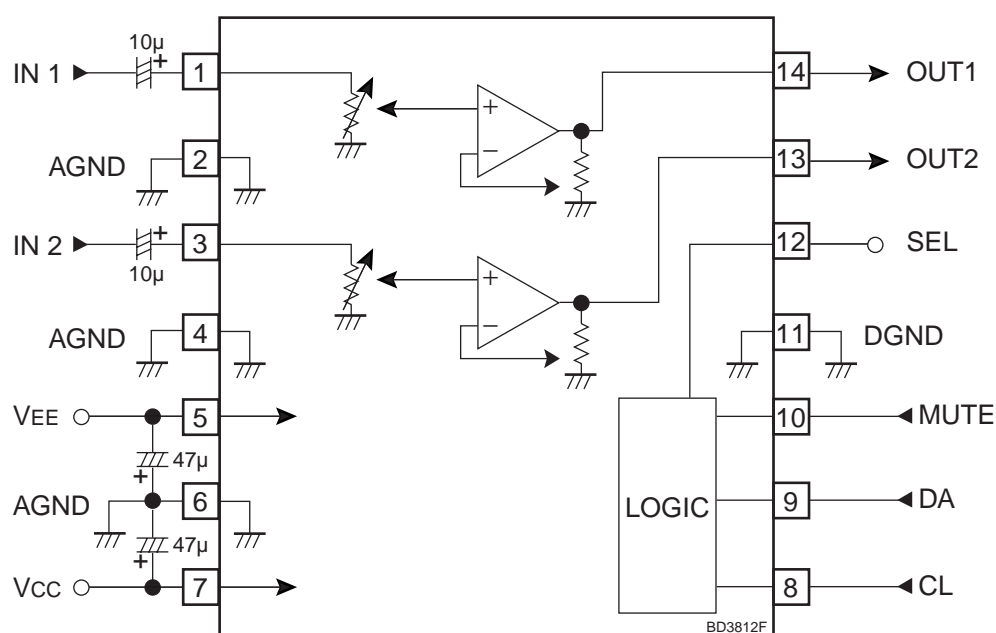 10μ
IN 1
+
1
14
OUT1
+
−
AGND
2
13
OUT2
IN 2
+
3
12
SEL
10μ
+
−
AGND
4
11
DGND
VEE
5
10
MUTE
47μ
+
AGND
6
LOGIC
9
DA
47μ
+
VCC
7
8
CL
BD3812F